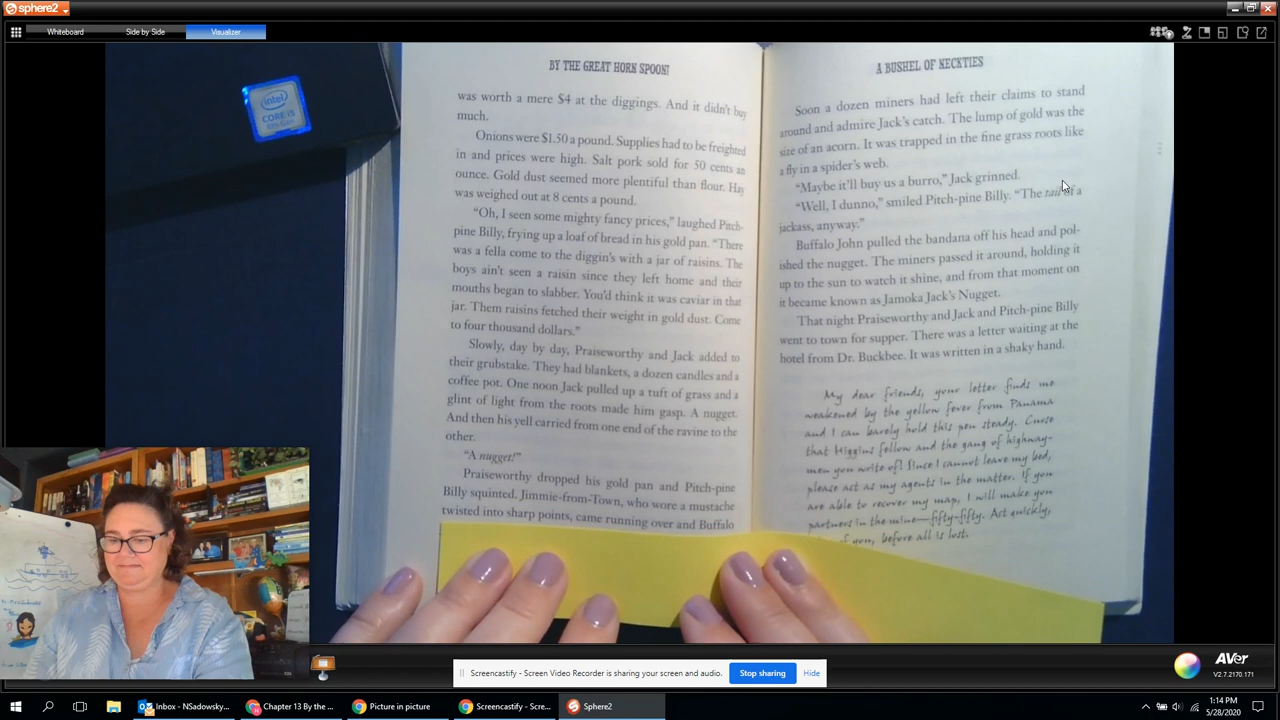 sphere2
Whiteboard
Side by Side
Visualizer
intel
CORE i5
8th Gen
BY THE GREAT HORN SPOON!
was worth a mere $4 at the diggings. And it didn't buy
much.
Onions were $1.50 a pound. Supplies had to be freighted
in and prices were high. Salt pork sold for 50 cents an
ounce. Gold dust seemed more plentiful than flour. Hay
was weighed out at 8 cents a pound.
"Oh, I seen some mighty fancy prices," laughed Pitch-
pine Billy, frying up a loaf of bread in his gold pan. "There
was a fella come to the diggin's with a jar of raisins. The
boys ain't seen a raisin since they left home and their
mouths began to slabber. You'd think it was caviar in that
jar. Them raisins fetched their weight in gold dust. Come
to four thousand dollars."
Slowly, day by day, Praiseworthy and Jack added to
their grubstake. They had blankets, a dozen candles and a
coffee pot. One noon Jack pulled up a tuft of grass and a
glint of light from the roots made him gasp. A nugget.
And then his yell carried from one end of the ravine to the
other.
"A nugget!"
Praiseworthy dropped his gold pan and Pitch-pine
Billy squinted. Jimmie-from-Town, who wore a mustache
twisted into sharp points, came running over and Buffalo
A BUSHEL OF NECKTIES
Soon a dozen miners had left their claims to stand
around and admire Jack's catch. The lump of gold was the
size of an acorn. It was trapped in the fine grass roots like
a fly in a spider's web.
"Maybe it'll buy us a burro," Jack grinned.
"Well, I dunno," smiled Pitch-pine Billy. "The tail of a
jackass, anyway."
Buffalo John pulled the bandana off his head and pol-
ished the nugget. The miners passed it around, holding it
up to the sun to watch it shine, and from that moment on
it became known as Jamoka Jack's Nugget.
That night Praiseworthy and Jack and Pitch-pine Billy
went to town for supper. There was a letter waiting at the
hotel from Dr. Buckbee. It was written in a shaky hand.
My dear friends, your letter finds me
weakened by the yellow fever from Panama
and I can barely hold this pen steady. Curse
that Higgins fellow and the gang of highway-
men you write of! Since I cannot leave my bed,
please act as my agents in the matter. If you
are able to recover my map, I will make you
partners in the mine—fifty-fifty. Act quickly,
of you, before all is lost.
Screencastify - Screen Video Recorder is sharing your screen and audio.
Stop sharing
Hide
AVer
V2.7.2170.171
Inbox - NSadowsky...
Chapter 13 By the ...
Picture in picture
Screencastify - Scre...
Sphere2
1:14 PM
5/28/2020